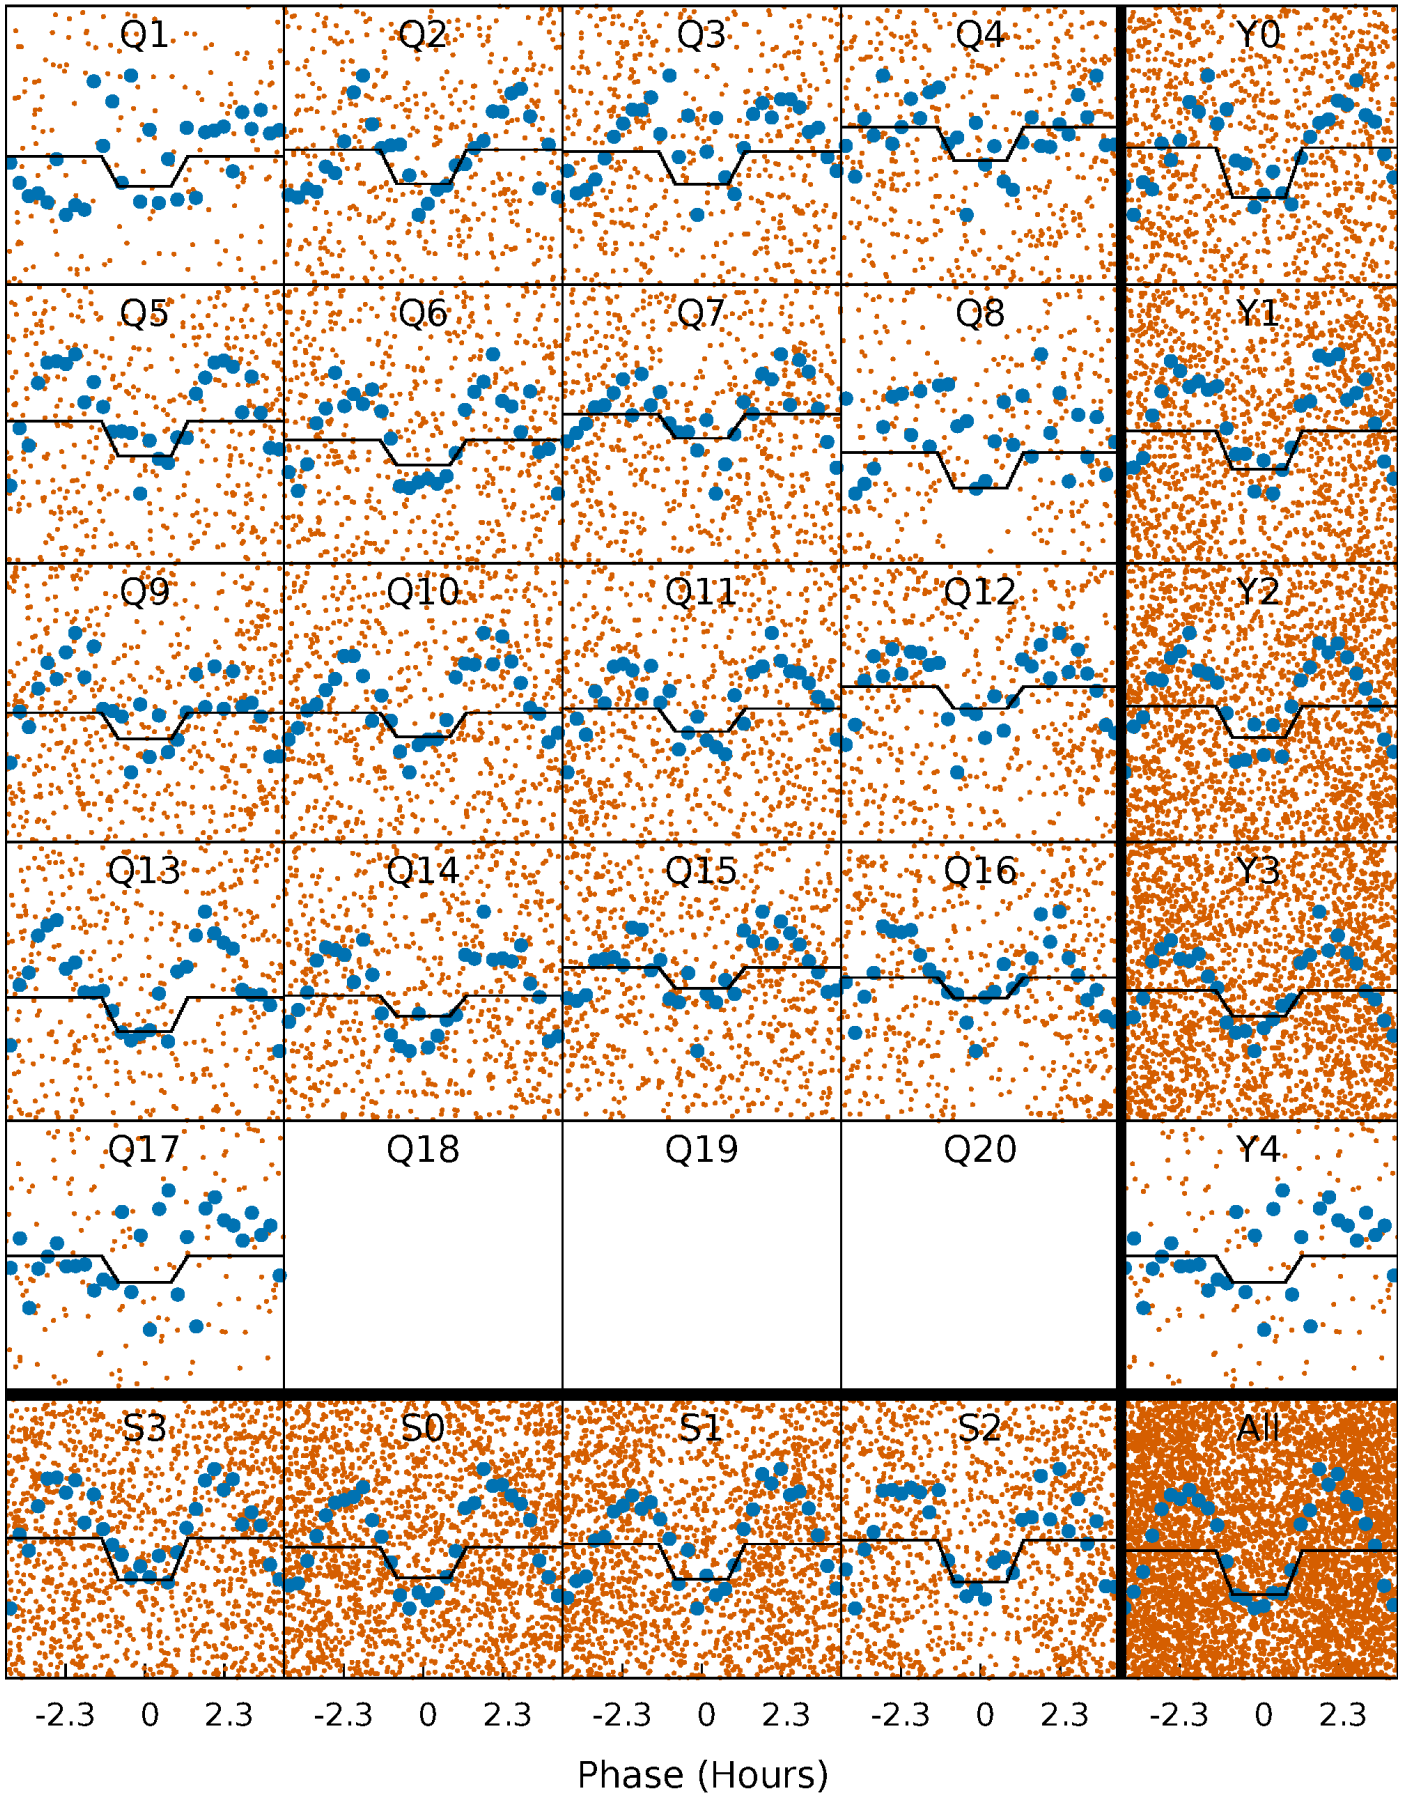 Q1 Q2 Q3 Q4 Y0
Q5 Q6 Q7 Q8 Y1
Q9 Q10 Q11 Q12 Y2
Q13 Q14 Q15 Q16 Y3
Q17 Q18 Q19 Q20 Y4
S3 S0 S1 S2 All
-2.3 0 2.3 -2.3 0 2.3 -2.3 0 2.3 -2.3 0 2.3 -2.3 0 2.3
Phase (Hours)